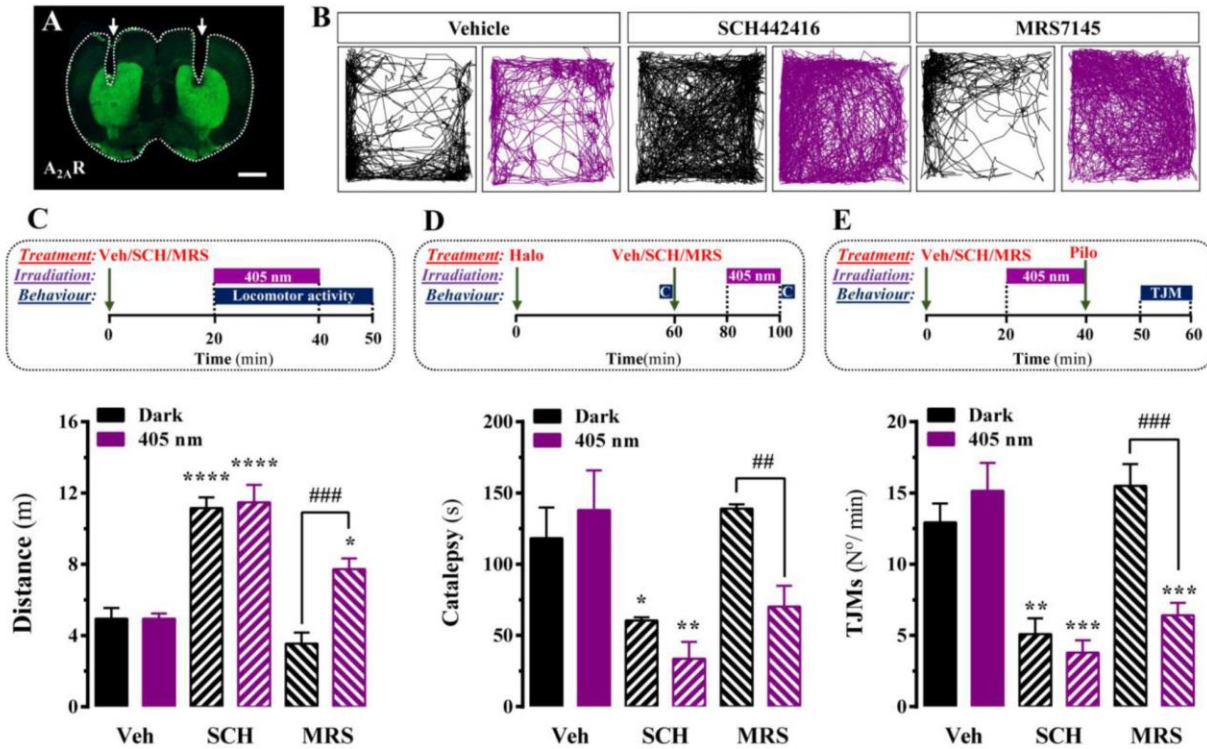 A
A2AR
B
Vehicle
SCH442416
MRS7145
C
Treatment: Veh/SCH/MRS
Irradiation: 405 nm
Behaviour: Locomotor activity
0 20 40 50
Time (min)
D
Treatment: Halo Veh/SCH/MRS
Irradiation: 405 nm
Behaviour: C C
0 60 80 100
Time(min)
E
Treatment: Veh/SCH/MRS Pilo
Irradiation: 405 nm
Behaviour: TJM
0 20 40 50 60
Time (min)
Distance (m)
16
12
8
4
0
Dark
405 nm
**** ****
###
*
Veh SCH MRS
Catalepsy (s)
200
150
100
50
0
Dark
405 nm
##
*
**
Veh SCH MRS
TJMs (Nº/ min)
20
15
10
5
0
Dark
405 nm
###
**
***
***
Veh SCH MRS